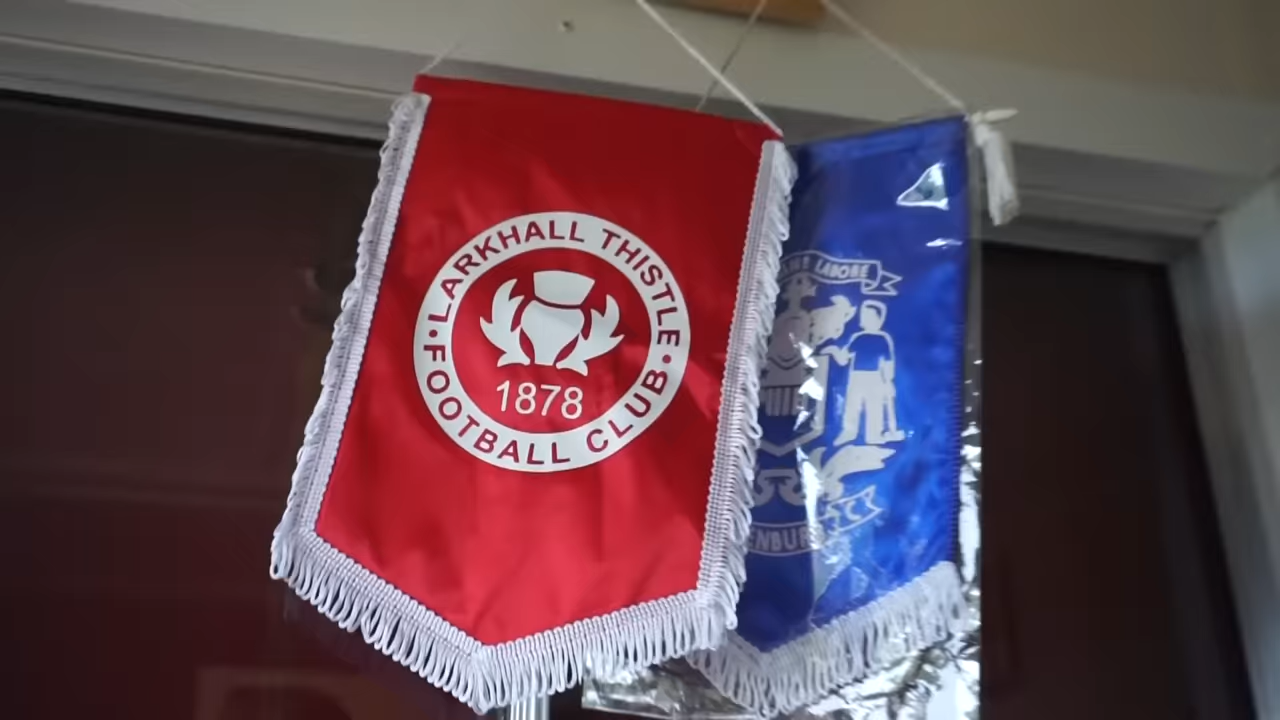 LARKHALL THISTLE
1878
• FOOTBALL CLUB •
LABORE